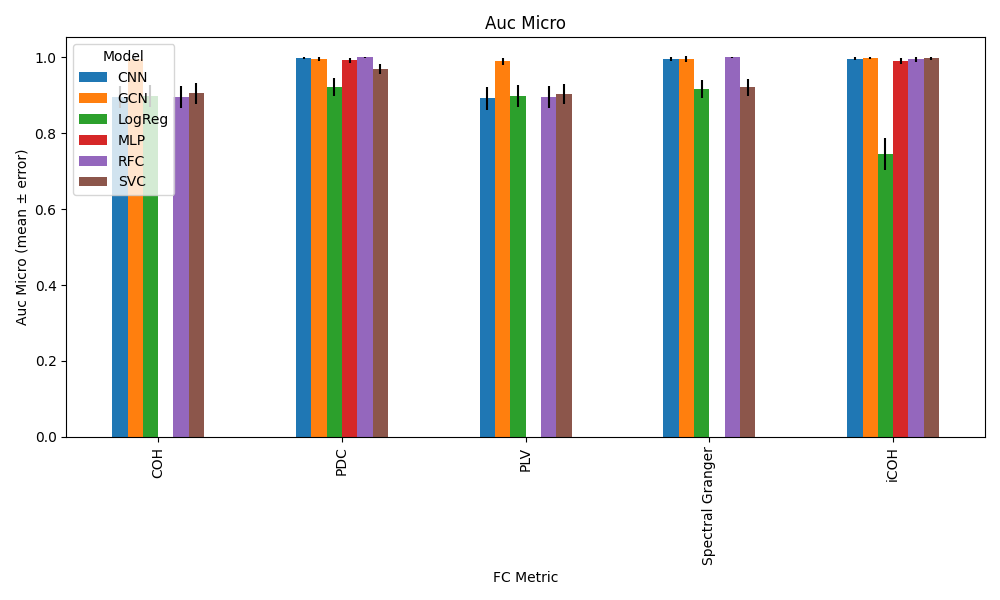 Auc Micro
Model
CNN
GCN
LogReg
MLP
RFC
SVC
Auc Micro (mean ± error)
1.0
0.8
0.6
0.4
0.2
0.0
COH
PDC
PLV
Spectral Granger
iCOH
FC Metric